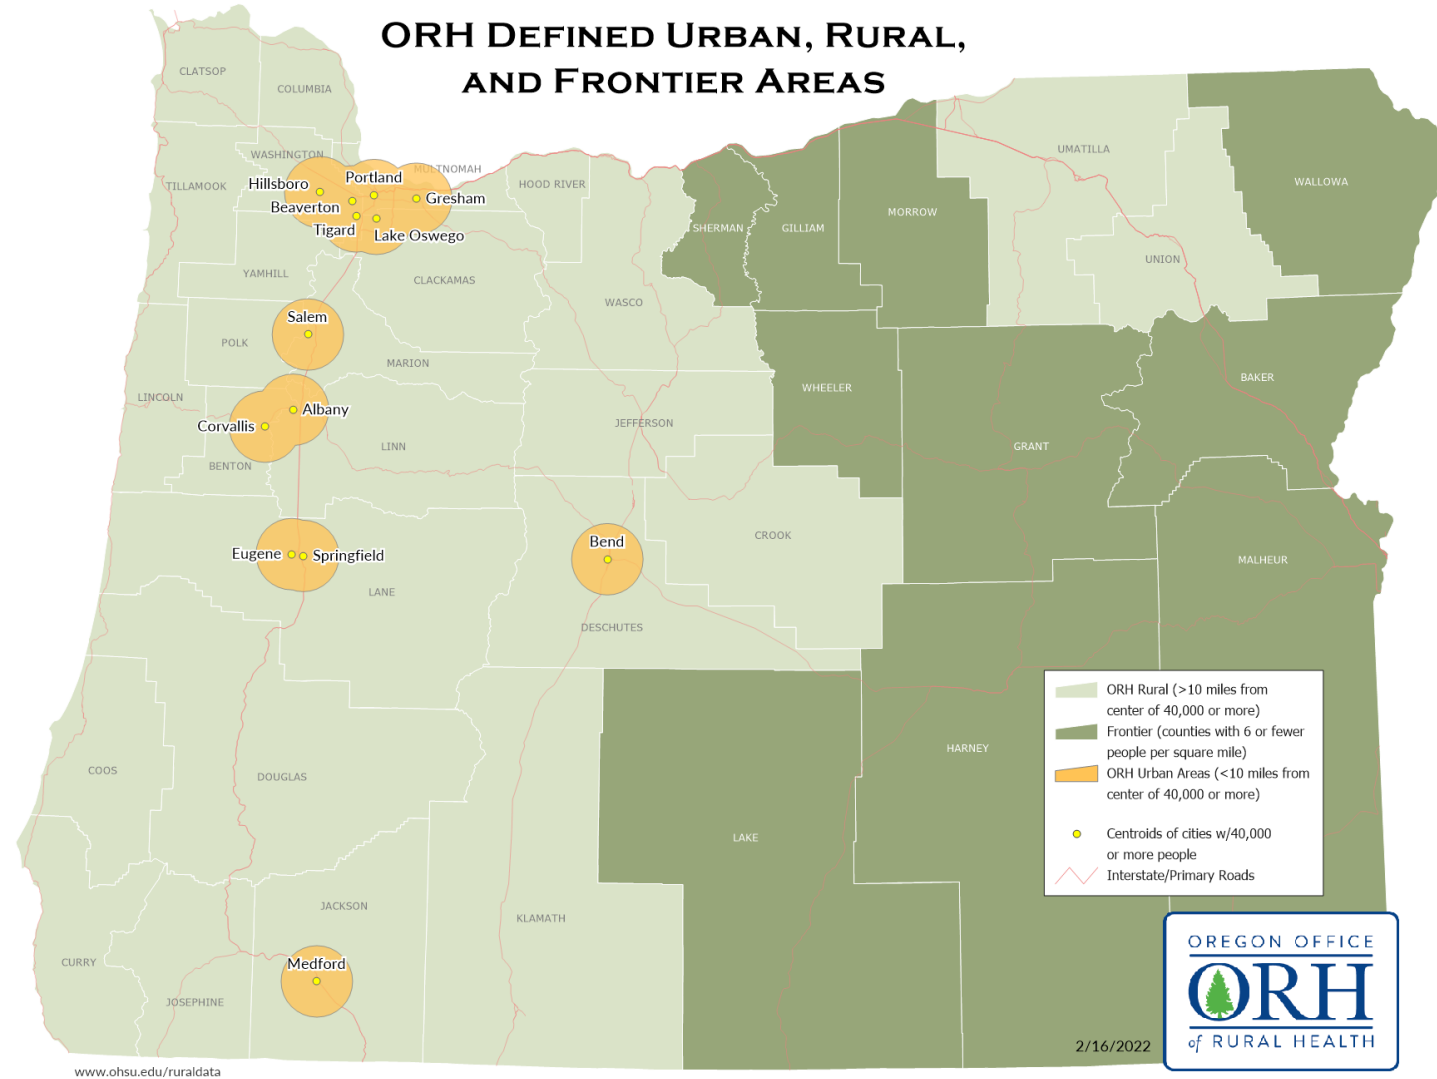 ORH Defined Urban, Rural,
and Frontier Areas
CLATSOP
COLUMBIA
WASHINGTON
MULTNOMAH
TILLAMOOK
Hillsboro
Portland
Beaverton
Gresham
Tigard
Lake Oswego
HOOD RIVER
UMATILLA
WALLOWA
SHERMAN
GILLIAM
MORROW
UNION
YAMHILL
CLACKAMAS
WASCO
Salem
POLK
MARION
WHEELER
BAKER
LINCOLN
Albany
Corvallis
JEFFERSON
LINN
GRANT
BENTON
CROOK
Bend
Eugene
Springfield
MALHEUR
LANE
DESCHUTES
HARNEY
COOS
DOUGLAS
LAKE
JACKSON
KLAMATH
CURRY
Medford
JOSEPHINE
ORH Rural (>10 miles from
center of 40,000 or more)
Frontier (counties with 6 or fewer
people per square mile)
ORH Urban Areas (<10 miles from
center of 40,000 or more)
Centroids of cities w/40,000
or more people
Interstate/Primary Roads
OREGON OFFICE
ORH
of RURAL HEALTH
2/16/2022
www.ohsu.edu/ruraldata